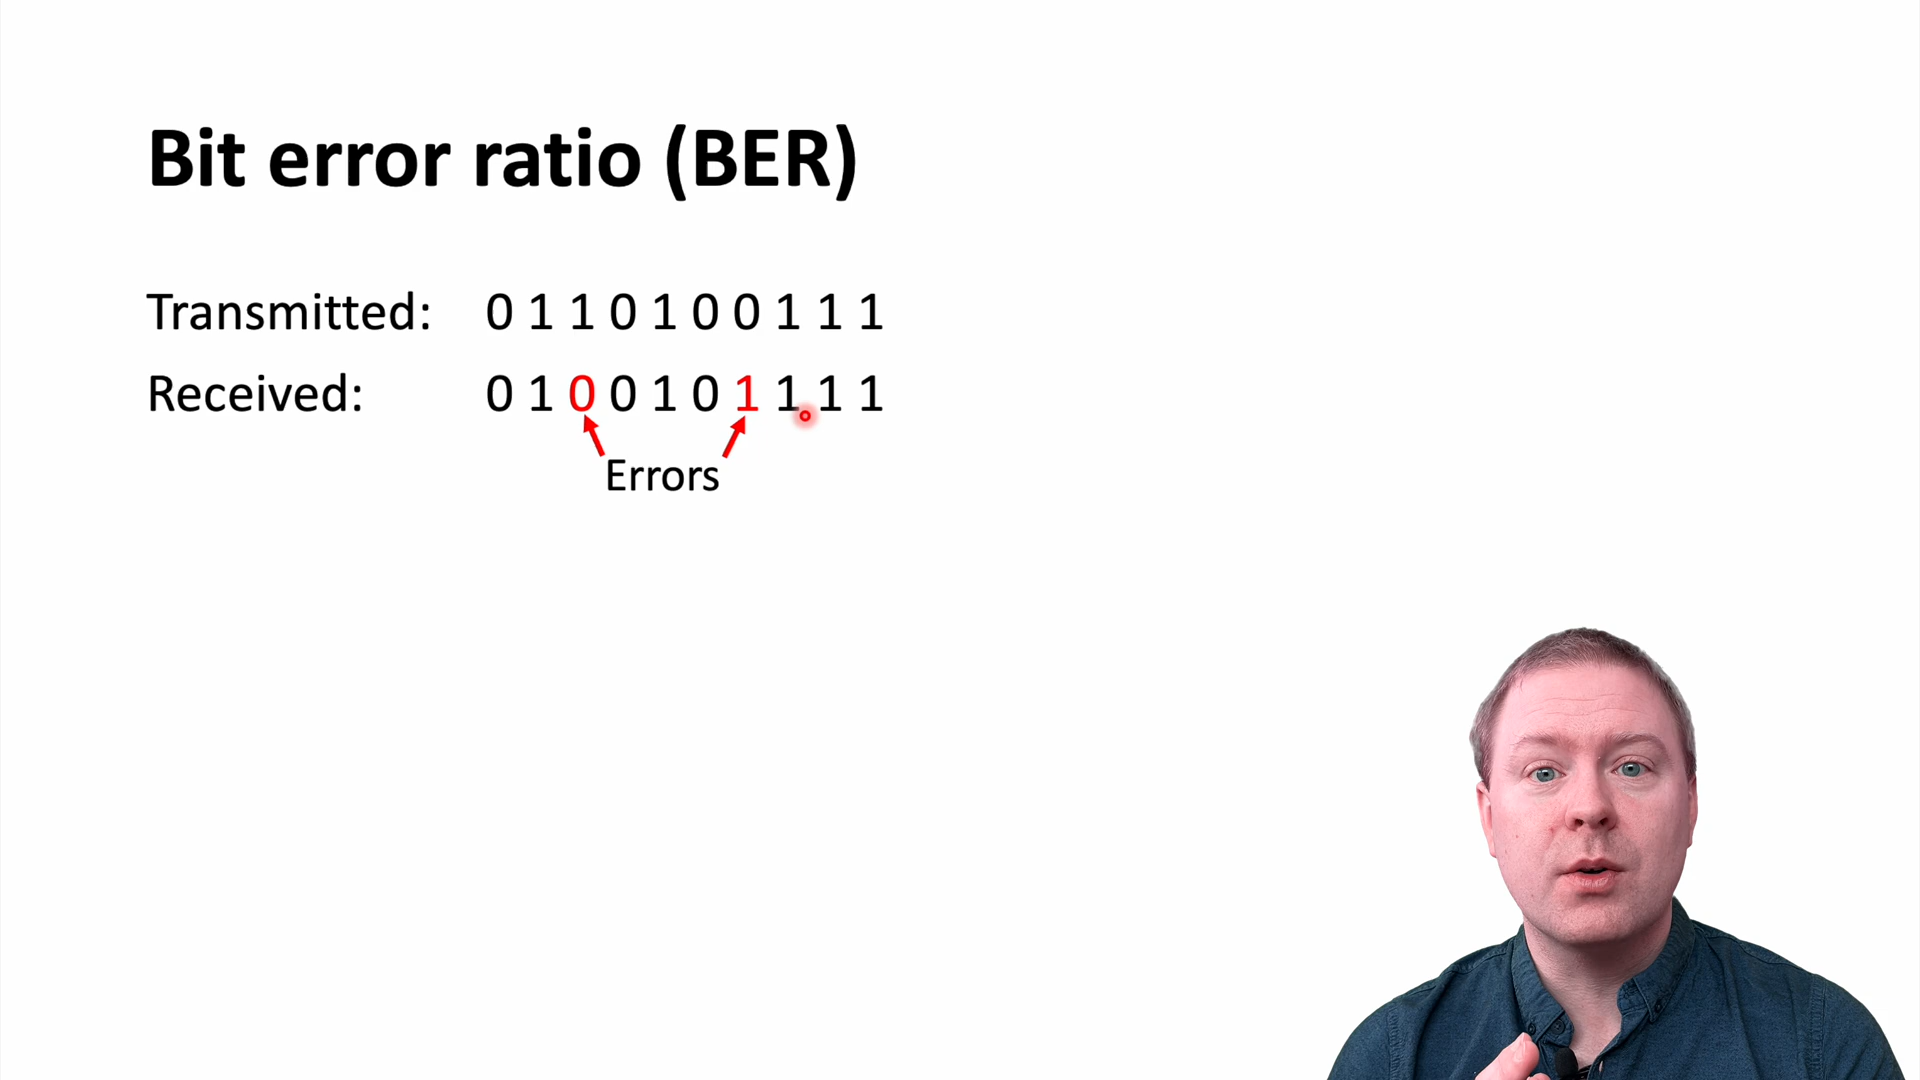 Bit error ratio (BER)
Transmitted: 0 1 1 0 1 0 0 1 1 1
Received: 0 1 0 0 1 0 1 1 1 1
Errors